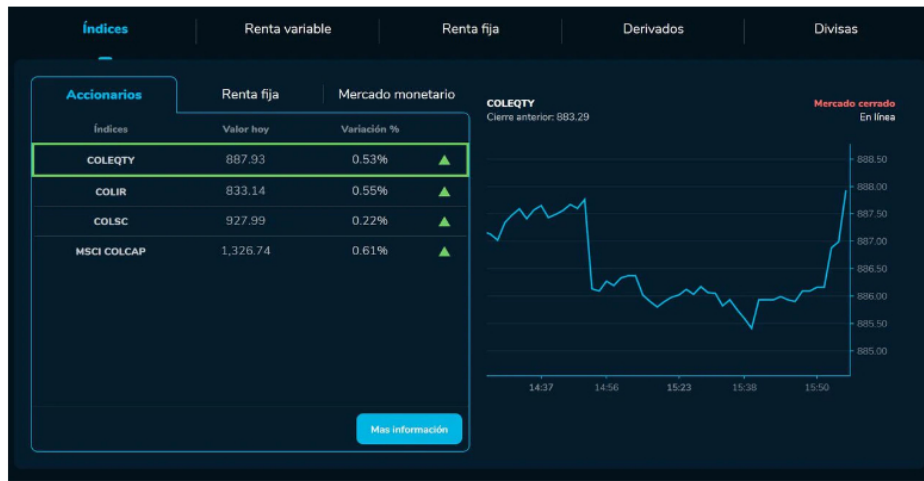 Índices Renta variable Renta fija Derivados Divisas
Accionarios Renta fija Mercado monetario
Índices Valor hoy Variación %
COLEQTY 887.93 0.53%
COLIR 833.14 0.55%
COLSC 927.99 0.22%
MSCI COLCAP 1,326.74 0.61%
Mas información
COLEQTY Mercado cerrado
Cierre anterior: 883.29 En línea
888.50
888.00
887.50
887.00
886.50
886.00
885.50
885.00
14:37 14:56 15:23 15:38 15:50